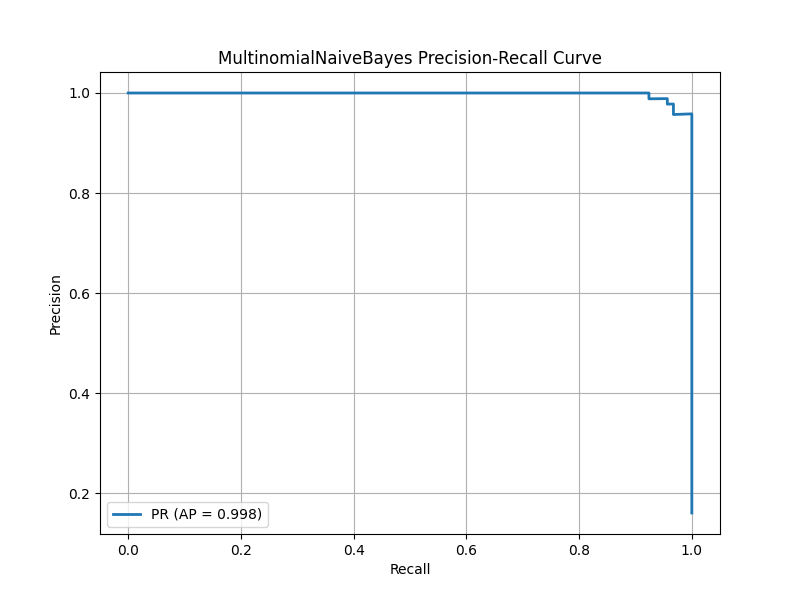 MultinomialNaiveBayes Precision-Recall Curve
1.0
0.8
0.6
0.4
0.2
Precision
PR (AP = 0.998)
0.0 0.2 0.4 0.6 0.8 1.0
Recall